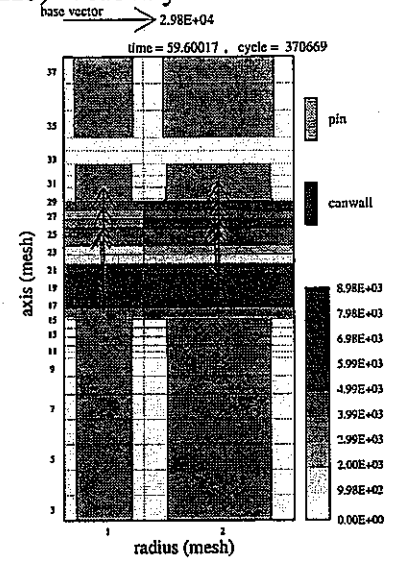 base vector
2.98E+04
time = 59.60017 , cycle = 370669
37
35
33
31
29
27
25
23
21
19
17
15
13
11
9
7
5
3
axis (mesh)
1 2
radius (mesh)
pin
canwall
8.98E+03
7.98E+03
6.98E+03
5.99E+03
4.99E+03
3.99E+03
2.99E+03
2.00E+03
9.98E+02
0.00E+00